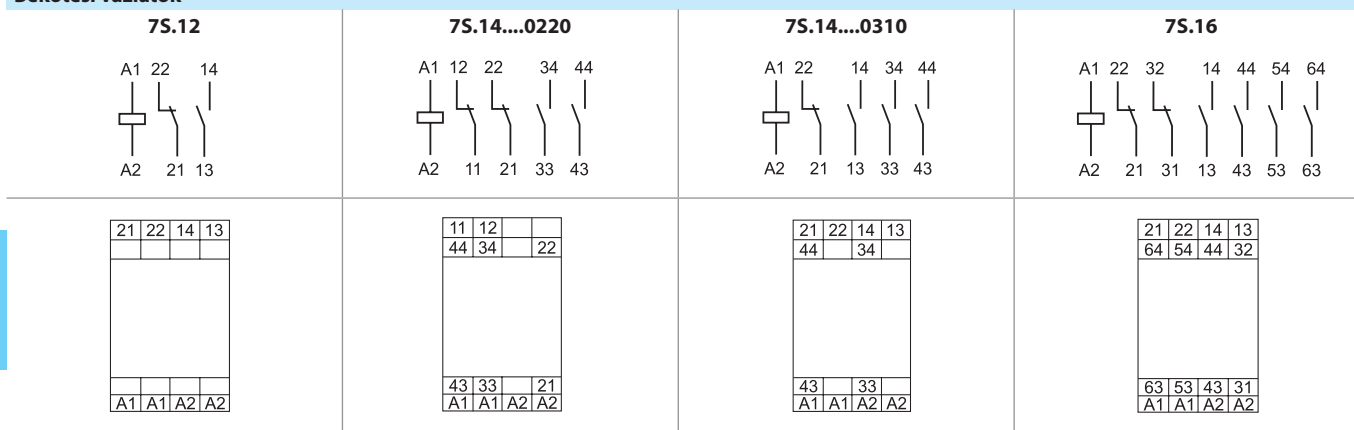 Bekötési vázlatok
7S.12 7S.14....0220 7S.14....0310 7S.16
A1 22 14 A1 12 22 34 44 A1 22 14 34 44 A1 22 32 14 44 54 64
A2 21 13 A2 11 21 33 43 A2 21 13 33 43 A2 21 31 13 43 53 63
21 22 14 13 11 12 21 22 14 13 21 22 14 13
44 34 22 44 34 64 54 44 32
43 33 21 43 33 63 53 43 31
A1 A1 A2 A2 A1 A1 A2 A2 A1 A1 A2 A2 A1 A1 A2 A2